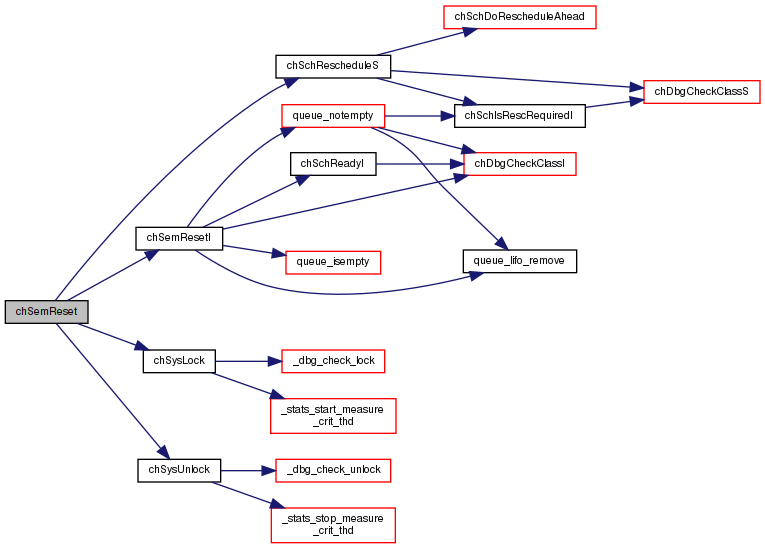 chSchDoRescheduleAhead
chSchRescheduleS
chDbgCheckClassS
queue_notempty
chSchIsRescRequiredI
chSchReadyI
chDbgCheckClassI
chSemResetI
queue_isempty
queue_lifo_remove
chSemReset
chSysLock
_dbg_check_lock
_stats_start_measure
_crit_thd
chSysUnlock
_dbg_check_unlock
_stats_stop_measure
_crit_thd